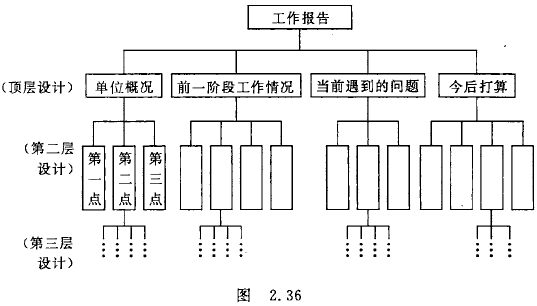 工作报告
(顶层设计) 单位概况 前一阶段工作情况 当前遇到的问题 今后打算
(第二层
设计)
第一点 第二点 第三点
(第三层
设计)
图 2.36